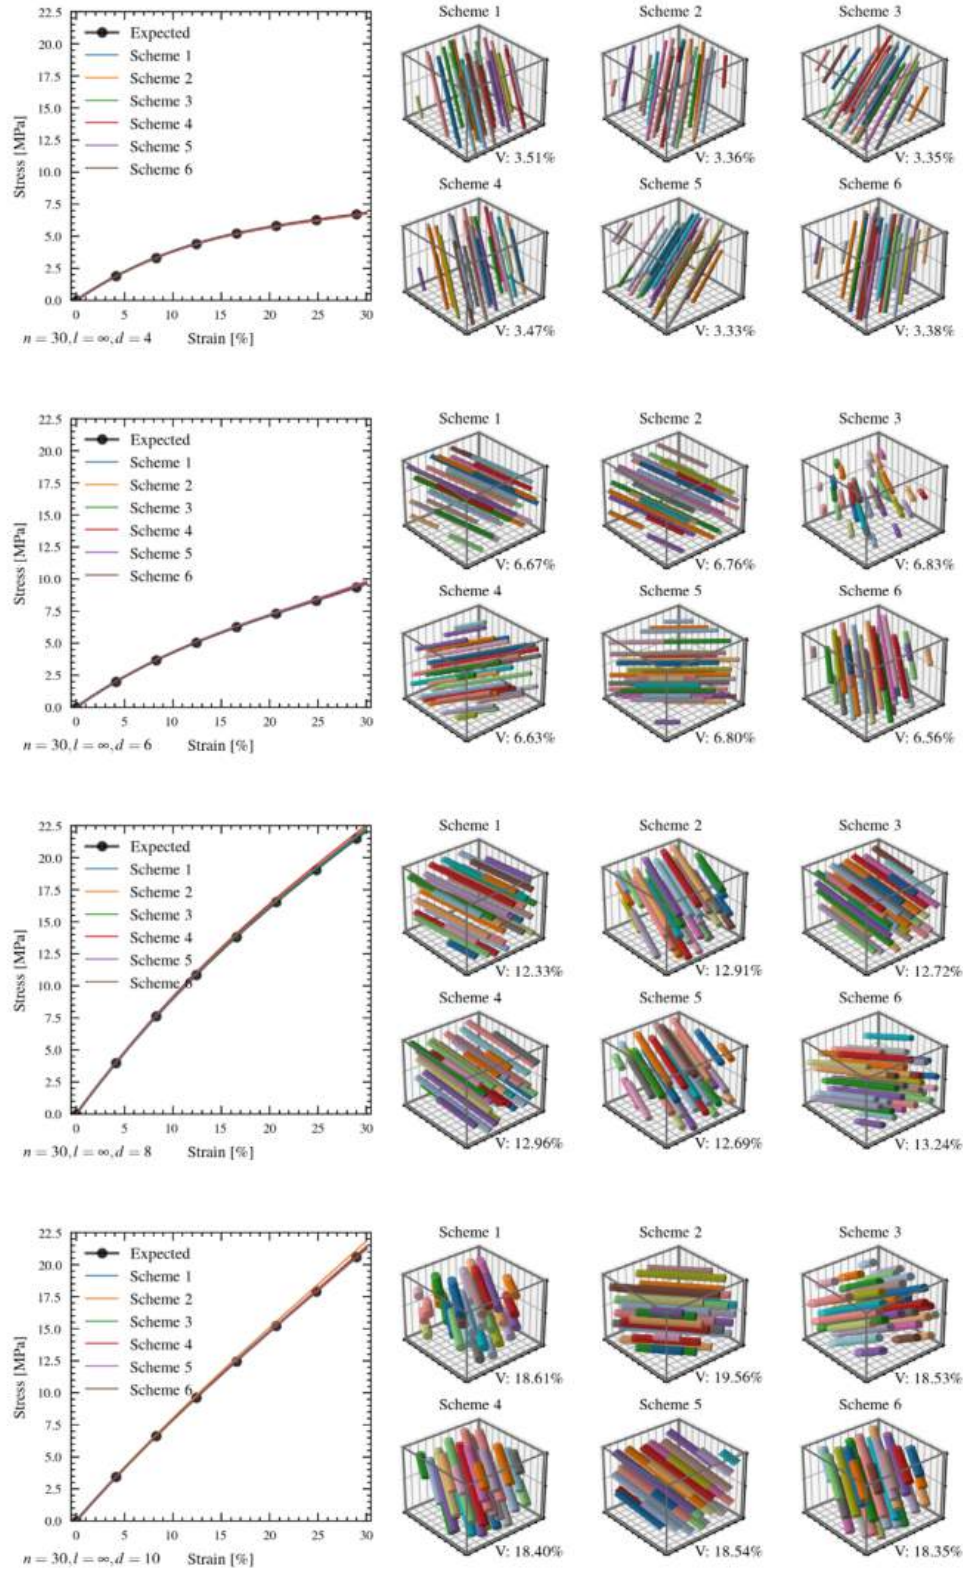 22.5
20.0
17.5
15.0
12.5
10.0
7.5
5.0
2.5
0.0
Stress [MPa]
Expected
Scheme 1
Scheme 2
Scheme 3
Scheme 4
Scheme 5
Scheme 6
0 5 10 15 20 25 30
n = 30, l = ∞, d = 4 Strain [%]
Scheme 1 Scheme 2 Scheme 3
V: 3.51% V: 3.36% V: 3.35%
Scheme 4 Scheme 5 Scheme 6
V: 3.47% V: 3.33% V: 3.38%
22.5
20.0
17.5
15.0
12.5
10.0
7.5
5.0
2.5
0.0
Stress [MPa]
Expected
Scheme 1
Scheme 2
Scheme 3
Scheme 4
Scheme 5
Scheme 6
0 5 10 15 20 25 30
n = 30, l = ∞, d = 6 Strain [%]
Scheme 1 Scheme 2 Scheme 3
V: 6.67% V: 6.76% V: 6.83%
Scheme 4 Scheme 5 Scheme 6
V: 6.63% V: 6.80% V: 6.56%
22.5
20.0
17.5
15.0
12.5
10.0
7.5
5.0
2.5
0.0
Stress [MPa]
Expected
Scheme 1
Scheme 2
Scheme 3
Scheme 4
Scheme 5
Scheme 6
0 5 10 15 20 25 30
n = 30, l = ∞, d = 8 Strain [%]
Scheme 1 Scheme 2 Scheme 3
V: 12.33% V: 12.91% V: 12.72%
Scheme 4 Scheme 5 Scheme 6
V: 12.96% V: 12.69% V: 13.24%
22.5
20.0
17.5
15.0
12.5
10.0
7.5
5.0
2.5
0.0
Stress [MPa]
Expected
Scheme 1
Scheme 2
Scheme 3
Scheme 4
Scheme 5
Scheme 6
0 5 10 15 20 25 30
n = 30, l = ∞, d = 10 Strain [%]
Scheme 1 Scheme 2 Scheme 3
V: 18.61% V: 19.56% V: 18.53%
Scheme 4 Scheme 5 Scheme 6
V: 18.40% V: 18.54% V: 18.35%